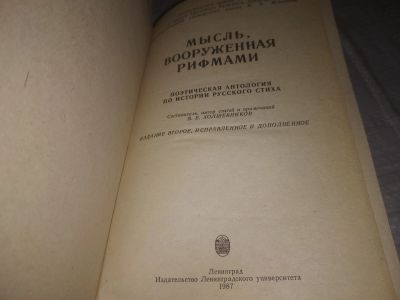 МЫСЛЬ,
ВООРУЖЕННАЯ
РИФМАМИ
ПОЭТИЧЕСКАЯ АНТОЛОГИЯ
ПО ИСТОРИИ РУССКОГО СТИХА
Составитель, автор статей и примечаний
В. Е. ХОЛШЕВНИКОВ
ИЗДАНИЕ ВТОРОЕ, ИСПРАВЛЕННОЕ И ДОПОЛНЕННОЕ
Ленинград
Издательство Ленинградского университета
1987